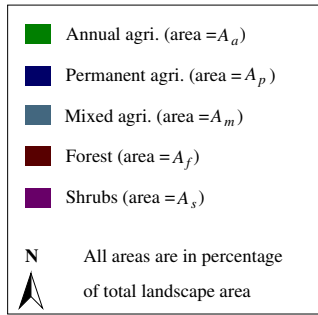 Annual agri. (area =A_a)
Permanent agri. (area =A_p)
Mixed agri. (area =A_m)
Forest (area =A_f)
Shrubs (area =A_s)
N All areas are in percentage
of total landscape area